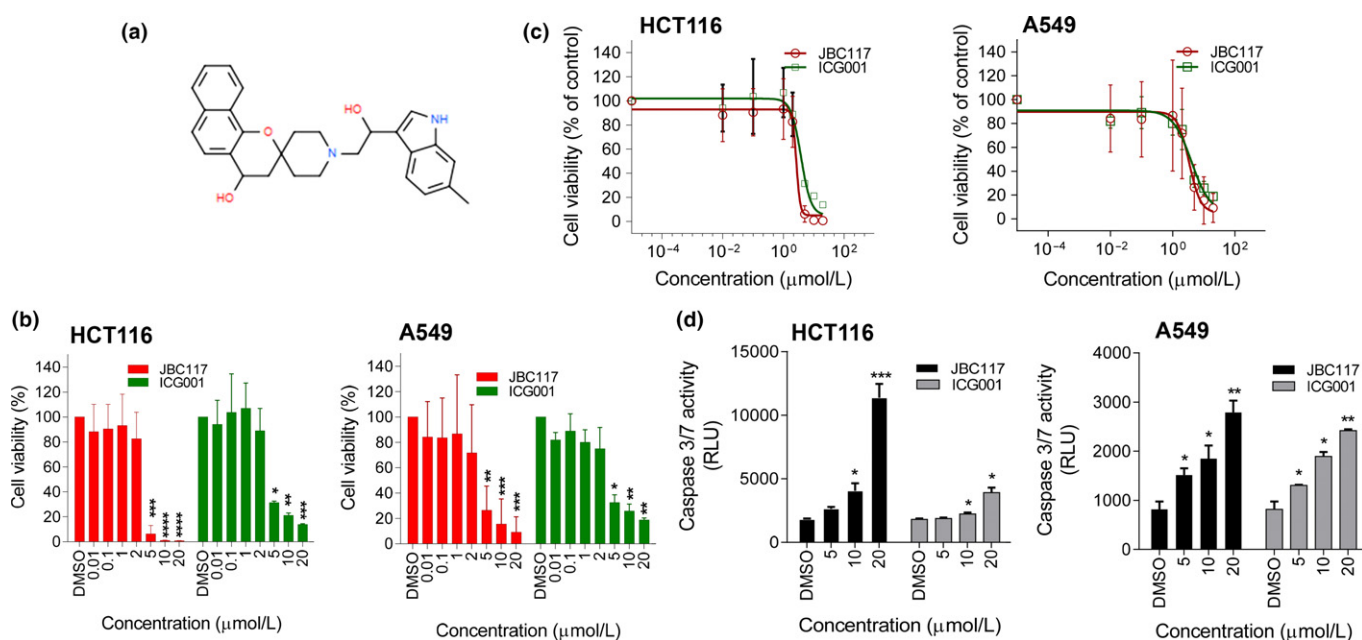 (a)
HO
NH
O
N
HO
(c)
HCT116
JBC117
ICG001
Cell viability (% of control)
140
120
100
80
60
40
20
0
10⁻⁴ 10⁻² 10⁰ 10²
Concentration (μmol/L)
A549
JBC117
ICG001
Cell viability (% of control)
140
120
100
80
60
40
20
0
10⁻⁴ 10⁻² 10⁰ 10²
Concentration (μmol/L)
(b)
HCT116
JBC117
ICG001
Cell viability (%)
140
120
100
80
60
40
20
0
*** **** **** * ** ***
DMSO 0.01 0.1 1 2 5 10 20 DMSO 0.01 0.1 1 2 5 10 20
Concentration (μmol/L)
A549
JBC117
ICG001
Cell viability (%)
140
120
100
80
60
40
20
0
** *** *** * ** **
DMSO 0.01 0.1 1 2 5 10 20 DMSO 0.01 0.1 1 2 5 10 20
Concentration (μmol/L)
(d)
HCT116
JBC117
ICG001
Caspase 3/7 activity
(RLU)
15000
10000
5000
0
* *** * *
DMSO 5 10 20 DMSO 5 10 20
Concentration (μmol/L)
A549
JBC117
ICG001
Caspase 3/7 activity
(RLU)
4000
3000
2000
1000
0
* * ** * * **
DMSO 5 10 20 DMSO 5 10 20
Concentration (μmol/L)